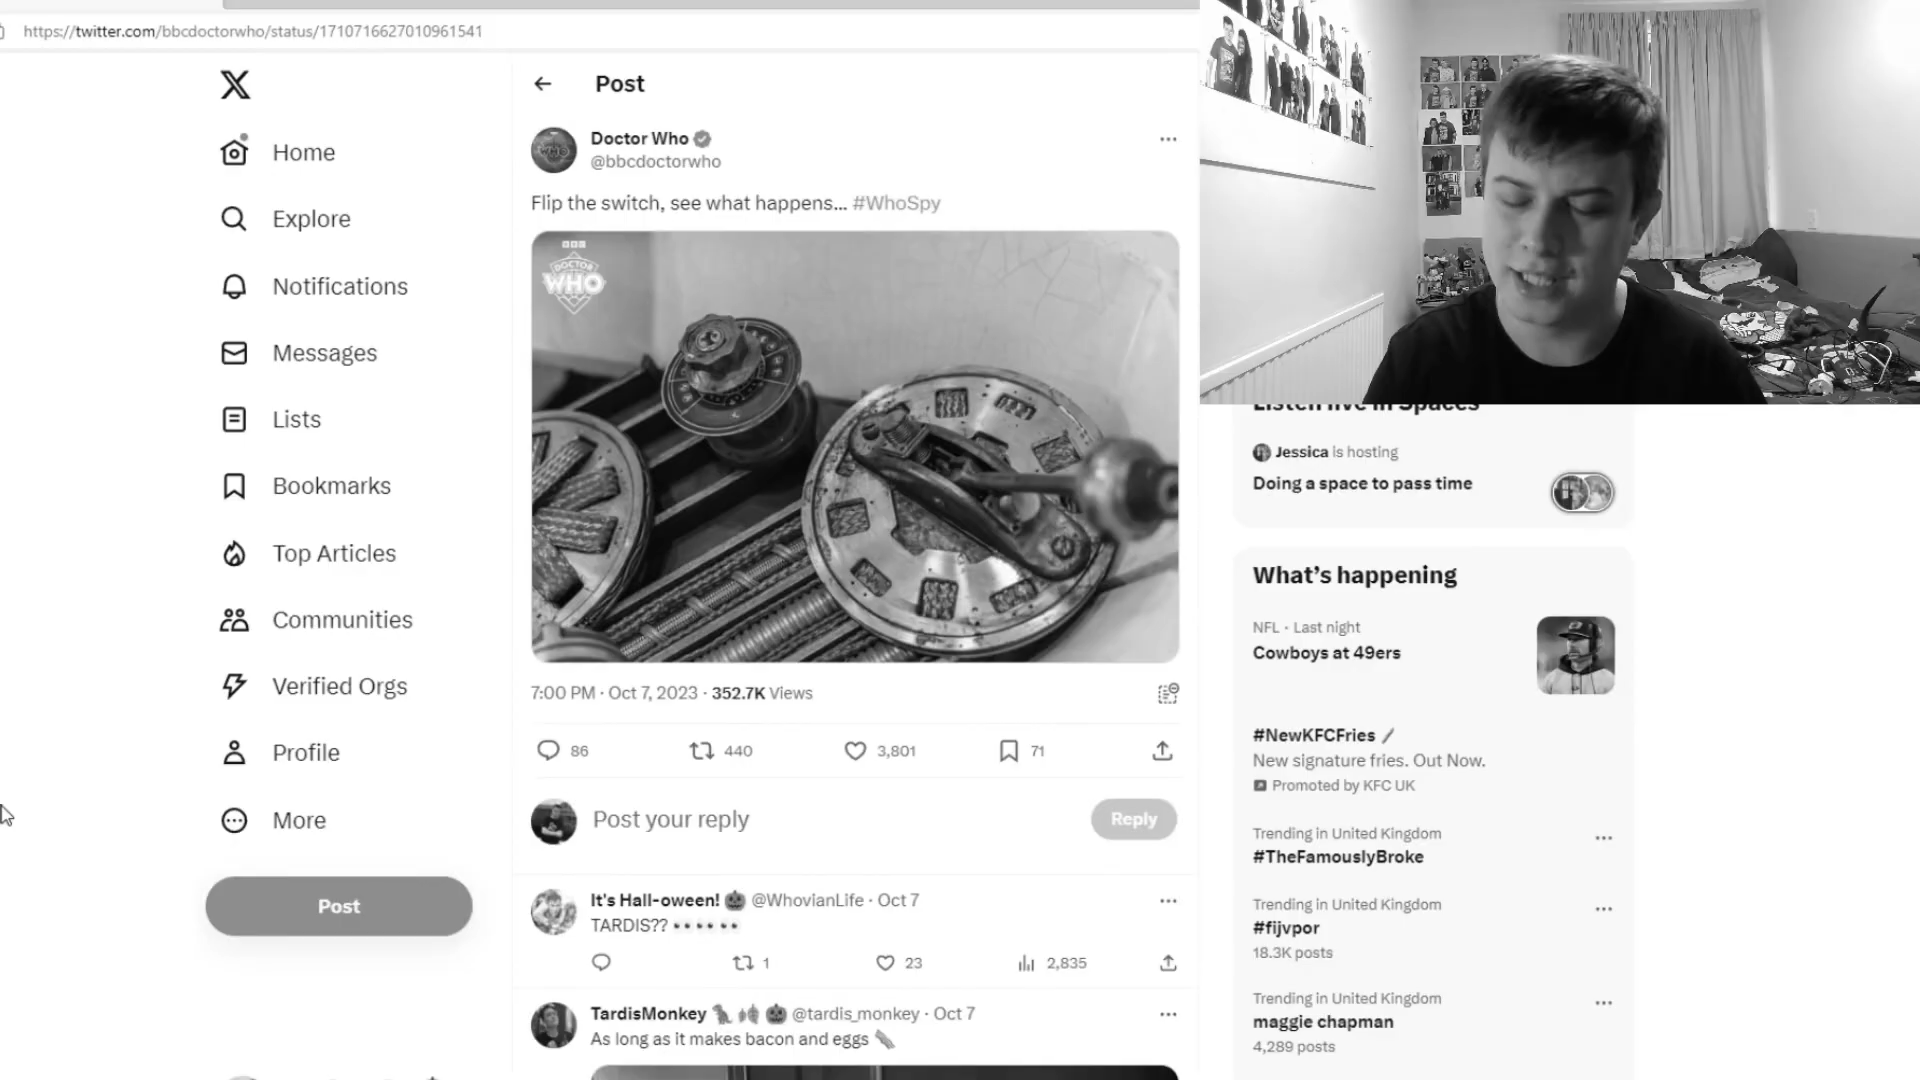 https://twitter.com/bbcdoctorwho/status/1710716627010961541
Home
Explore
Notifications
Messages
Lists
Bookmarks
Top Articles
Communities
Verified Orgs
Profile
More
Post
Post
Doctor Who
@bbcdoctorwho
Flip the switch, see what happens... #WhoSpy
BBC
DOCTOR
WHO
7:00 PM · Oct 7, 2023 · 352.7K Views
86 440 3,801 71
Post your reply
Reply
It's Hall-oween! 🎃 @WhovianLife · Oct 7
TARDIS?? 👀👀👀
1 23 2,835
TardisMonkey @tardis_monkey · Oct 7
As long as it makes bacon and eggs 🥓
Listen live in Spaces
Jessica is hosting
Doing a space to pass time
What's happening
NFL · Last night
Cowboys at 49ers
#NewKFCFries
New signature fries. Out Now.
Promoted by KFC UK
Trending in United Kingdom
#TheFamouslyBroke
Trending in United Kingdom
#fijvpor
18.3K posts
Trending in United Kingdom
maggie chapman
4,289 posts